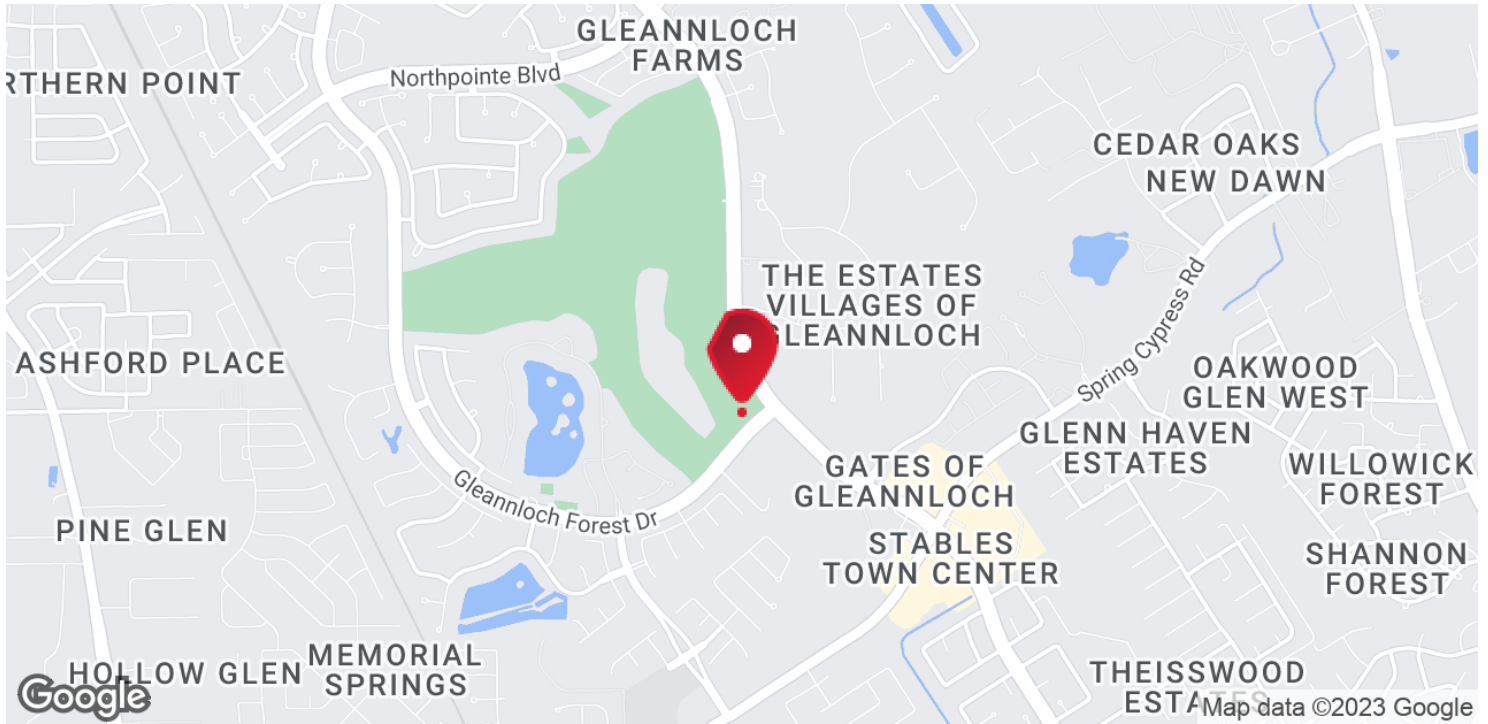 GLEANNLOCH
FARMS
RTHERN POINT
Northpointe Blvd
CEDAR OAKS
NEW DAWN
THE ESTATES
VILLAGES OF
GLEANNLOCH
Spring Cypress Rd
ASHFORD PLACE
OAKWOOD
GLEN WEST
GLENN HAVEN
ESTATES
GATES OF
GLEANNLOCH
WILLOWICK
FOREST
Gleannloch Forest Dr
PINE GLEN
STABLES
TOWN CENTER
SHANNON
FOREST
MEMORIAL
SPRINGS
HOLLOW GLEN
THEISSWOOD
ESTATES
Google
Map data ©2023 Google